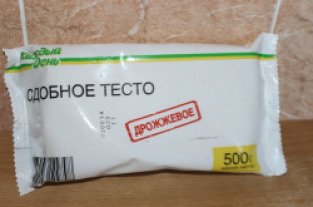 Каждый
день
СДОБНОЕ ТЕСТО
ДРОЖЖЕВОЕ
500г